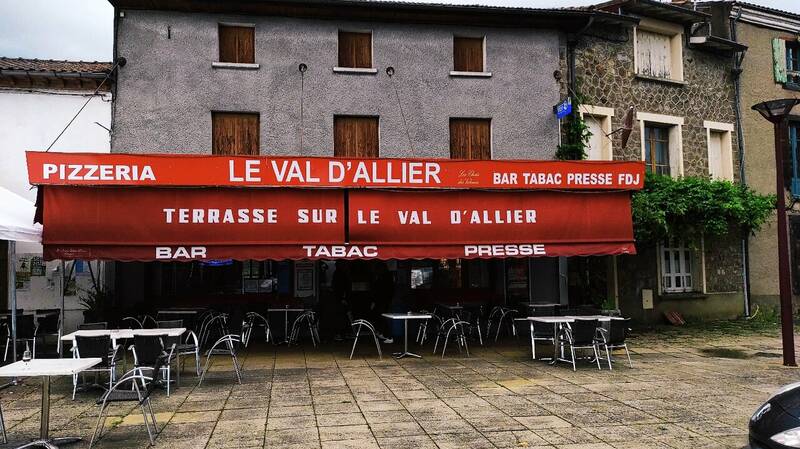 PIZZERIA LE VAL D'ALLIER BAR TABAC PRESSE FDJ
TERRASSE SUR LE VAL D'ALLIER
BAR TABAC PRESSE